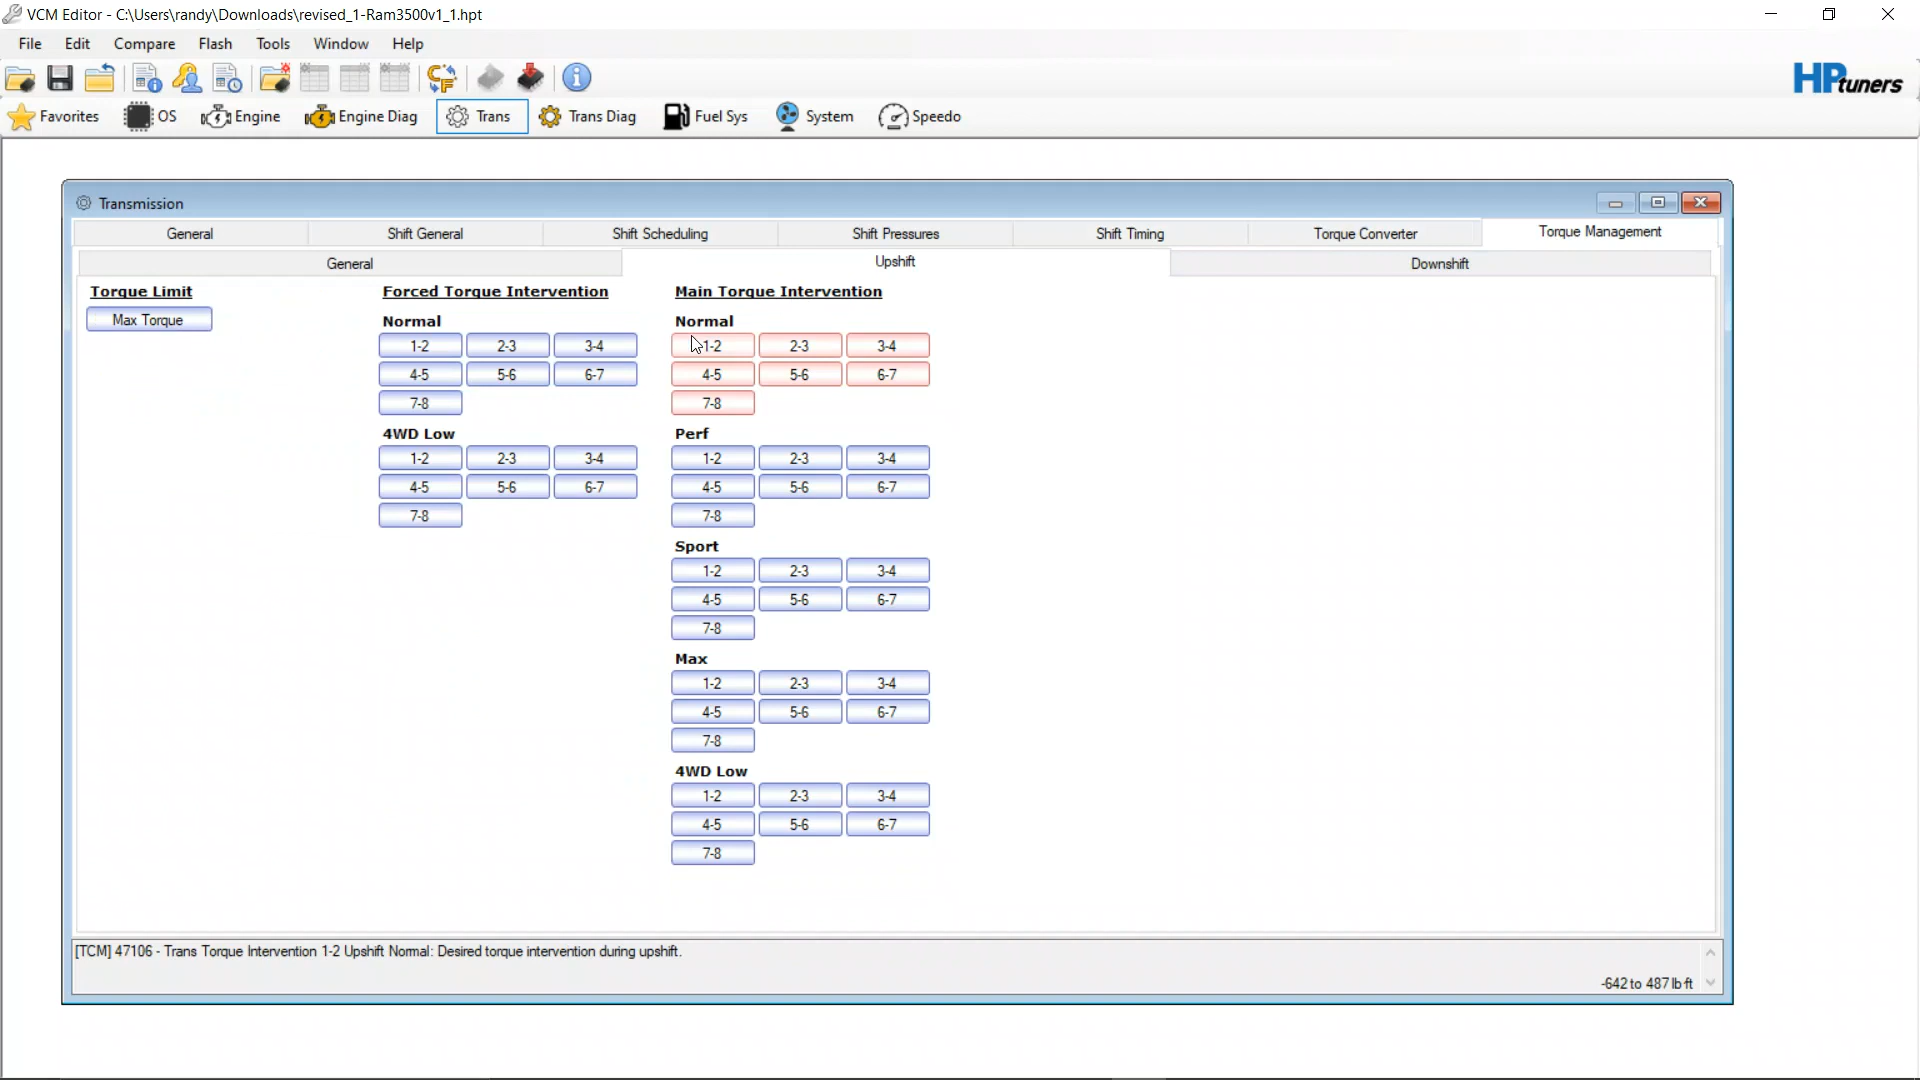 VCM Editor - C:\Users\randy\Downloads\revised_1-Ram3500v1_1.hpt
File Edit Compare Flash Tools Window Help
HPtuners
Favorites OS Engine Engine Diag Trans Trans Diag Fuel Sys System Speedo
Transmission
General Shift General Shift Scheduling Shift Pressures Shift Timing Torque Converter Torque Management
General Upshift Downshift
Torque Limit Forced Torque Intervention Main Torque Intervention
Max Torque
Normal Normal
1-2 2-3 3-4 1-2 2-3 3-4
4-5 5-6 6-7 4-5 5-6 6-7
7-8 7-8
4WD Low Perf
1-2 2-3 3-4 1-2 2-3 3-4
4-5 5-6 6-7 4-5 5-6 6-7
7-8 7-8
Sport
1-2 2-3 3-4
4-5 5-6 6-7
7-8
Max
1-2 2-3 3-4
4-5 5-6 6-7
7-8
4WD Low
1-2 2-3 3-4
4-5 5-6 6-7
7-8
[TCM] 47106 - Trans Torque Intervention 1-2 Upshift Normal: Desired torque intervention during upshift.
-642 to 487 lb·ft